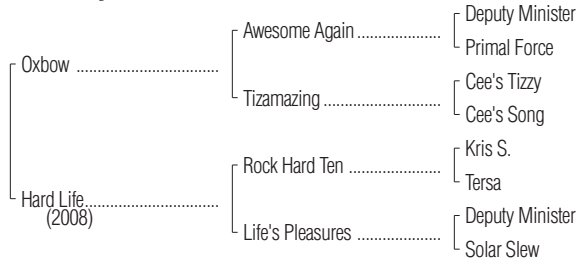 Deputy Minister
Awesome Again ..................
Primal Force
Oxbow ................................
Cee's Tizzy
Tizamazing .........................
Cee's Song
Kris S.
Rock Hard Ten ....................
Tersa
Hard Life..............................
(2008)
Deputy Minister
Life's Pleasures ..................
Solar Slew